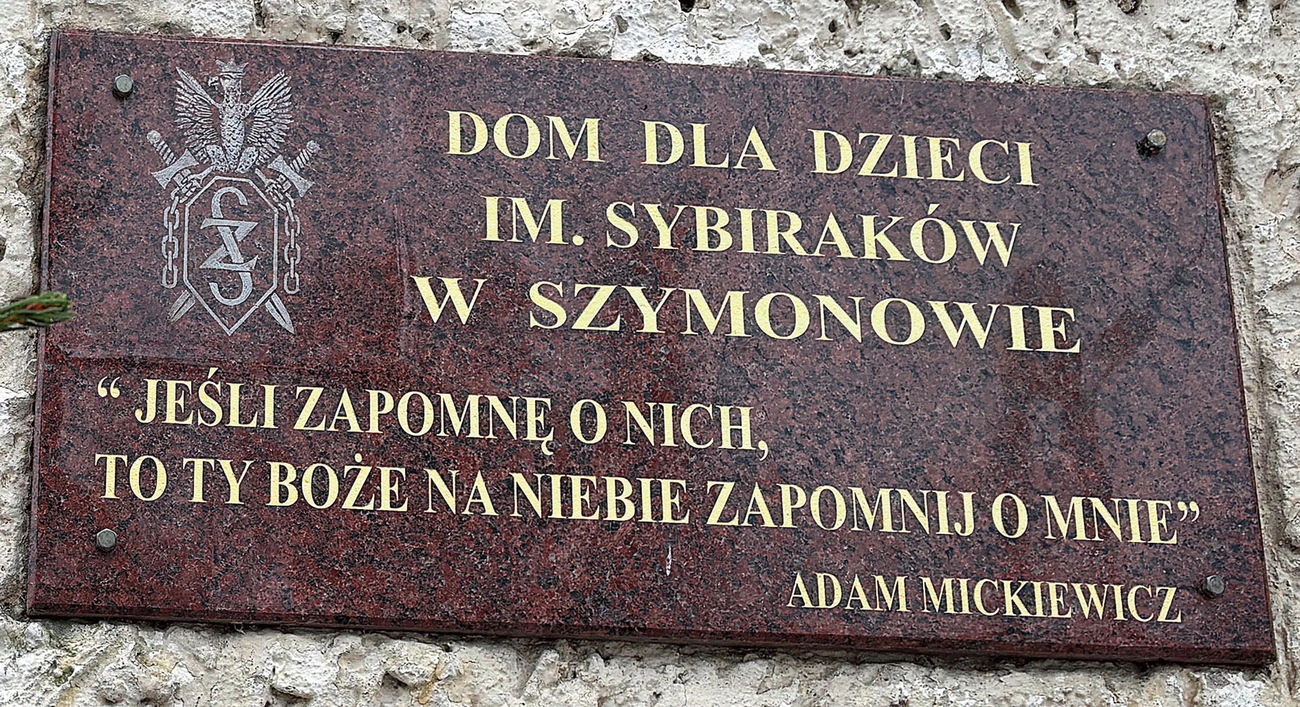 DOM DLA DZIECI
IM. SYBIRAKÓW
W SZYMONOWIE
“ JEŚLI ZAPOMNĘ O NICH,
TO TY BOŻE NA NIEBIE ZAPOMNIJ O MNIE”
ADAM MICKIEWICZ